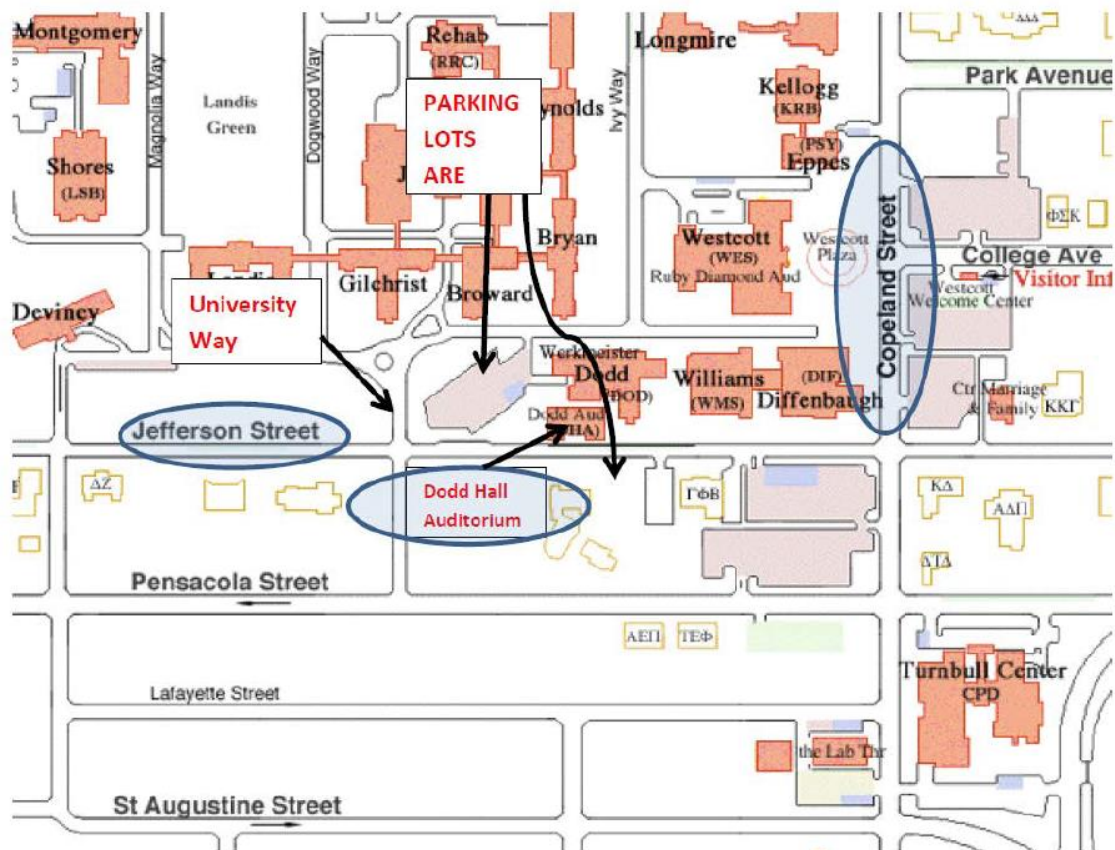 Montgomery
Magnolia Way
Landis
Green
Dogwood Way
Rehab
(RRC)
Longmire
Park Avenue
Kellogg
(KRB)
(PSY)
Eppes
PARKING
LOTS
ARE
ynolds
Ivy Way
Shores
(LSB)
J
ΦΣΚ
Bryan
Westcott
(WES)
Ruby Diamond Aud
Westcott
Plaza
Copeland Street
College Ave
Visitor Inf
Westcott
Welcome Center
Gilchrist
Broward
Deviney
University
Way
Werkmeister
Dodd
(DOD)
Williams
(WMS)
(DIF)
Diffenbaugh
Ctr Marriage
& Family
ΚΚΓ
Dodd Aud
Jefferson Street
ΔΖ
Dodd Hall
Auditorium
ΓΦΒ
ΚΔ
ΑΔΠ
ΔΤΔ
Pensacola Street
ΑΕΠ
ΤΕΦ
Turnbull Center
CPD
Lafayette Street
the Lab Thr
St Augustine Street